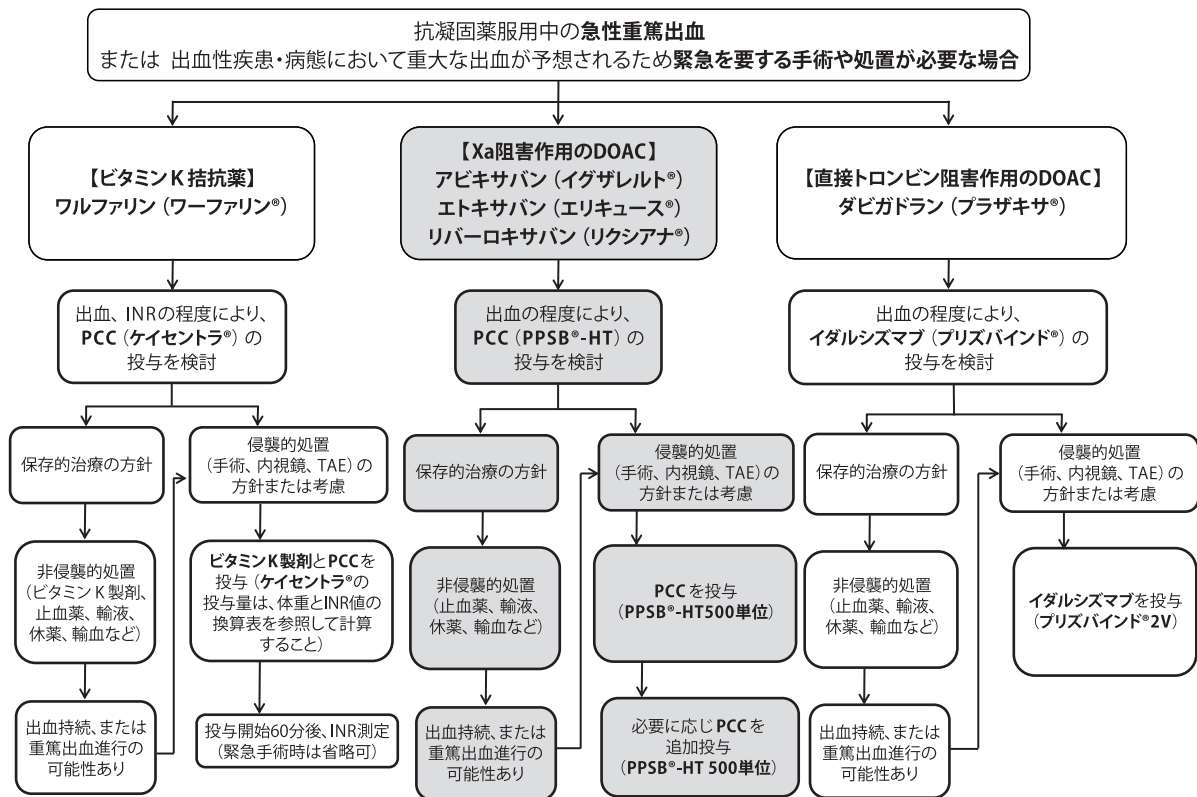 抗凝固薬服用中の急性重篤出血
または 出血性疾患・病態において重大な出血が予想されるため緊急を要する手術や処置が必要な場合
【ビタミンK拮抗薬】
ワルファリン（ワーファリン®）
【Xa阻害作用のDOAC】
アビキサバン（イグザレルト®）
エトキサバン（エリキュース®）
リバーロキサバン（リクシアナ®）
【直接トロンビン阻害作用のDOAC】
ダビガドラン（プラザキサ®）
出血、INRの程度により、
PCC（ケイセントラ®）の
投与を検討
出血の程度により、
PCC（PPSB®-HT）の
投与を検討
出血の程度により、
イダルシズマブ（プリズバインド®）の
投与を検討
保存的治療の方針
侵襲的処置
（手術、内視鏡、TAE）の
方針または考慮
保存的治療の方針
侵襲的処置
（手術、内視鏡、TAE）の
方針または考慮
保存的治療の方針
侵襲的処置
（手術、内視鏡、TAE）の
方針または考慮
非侵襲的処置
（ビタミンK製剤、
止血薬、輸液、
休薬、輸血など）
ビタミンK製剤とPCCを
投与（ケイセントラ®の
投与量は、体重とINR値の
換算表を参照して計算
すること）
非侵襲的処置
（止血薬、輸液、
休薬、輸血など）
PCCを投与
（PPSB®-HT500単位）
非侵襲的処置
（止血薬、輸液、
休薬、輸血など）
イダルシズマブを投与
（プリズバインド®2V）
出血持続、または
重篤出血進行の
可能性あり
投与開始60分後、INR測定
（緊急手術時は省略可）
出血持続、または
重篤出血進行の
可能性あり
必要に応じPCCを
追加投与
（PPSB®-HT 500単位）
出血持続、または
重篤出血進行の
可能性あり